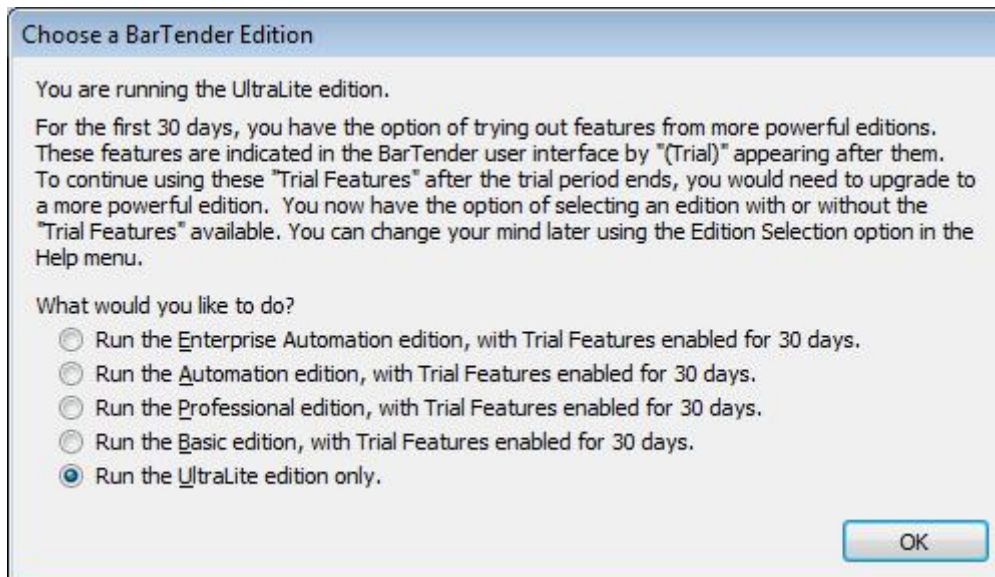 Choose a BarTender Edition
You are running the UltraLite edition.
For the first 30 days, you have the option of trying out features from more powerful editions.
These features are indicated in the BarTender user interface by "(Trial)" appearing after them.
To continue using these "Trial Features" after the trial period ends, you would need to upgrade to
a more powerful edition.  You now have the option of selecting an edition with or without the
"Trial Features" available. You can change your mind later using the Edition Selection option in the
Help menu.
What would you like to do?
Run the Enterprise Automation edition, with Trial Features enabled for 30 days.
Run the Automation edition, with Trial Features enabled for 30 days.
Run the Professional edition, with Trial Features enabled for 30 days.
Run the Basic edition, with Trial Features enabled for 30 days.
Run the UltraLite edition only.
OK